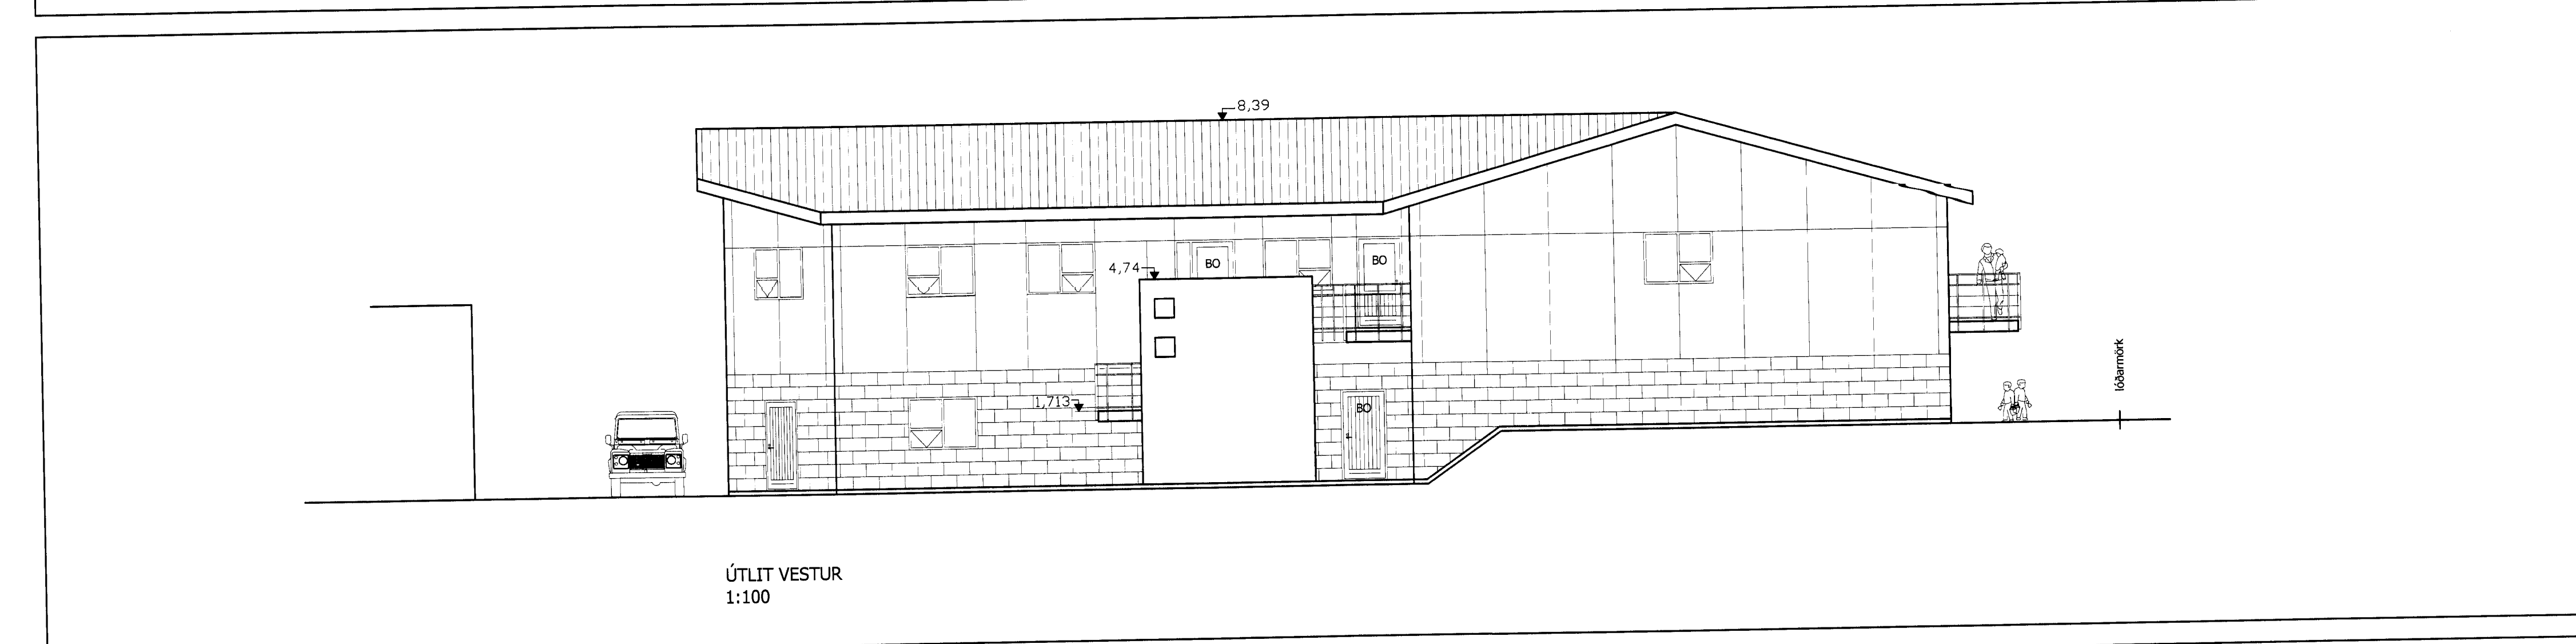 8,39
4,74
BO
BO
1,713
BO
lóðarmörk
ÚTLIT VESTUR
1:100